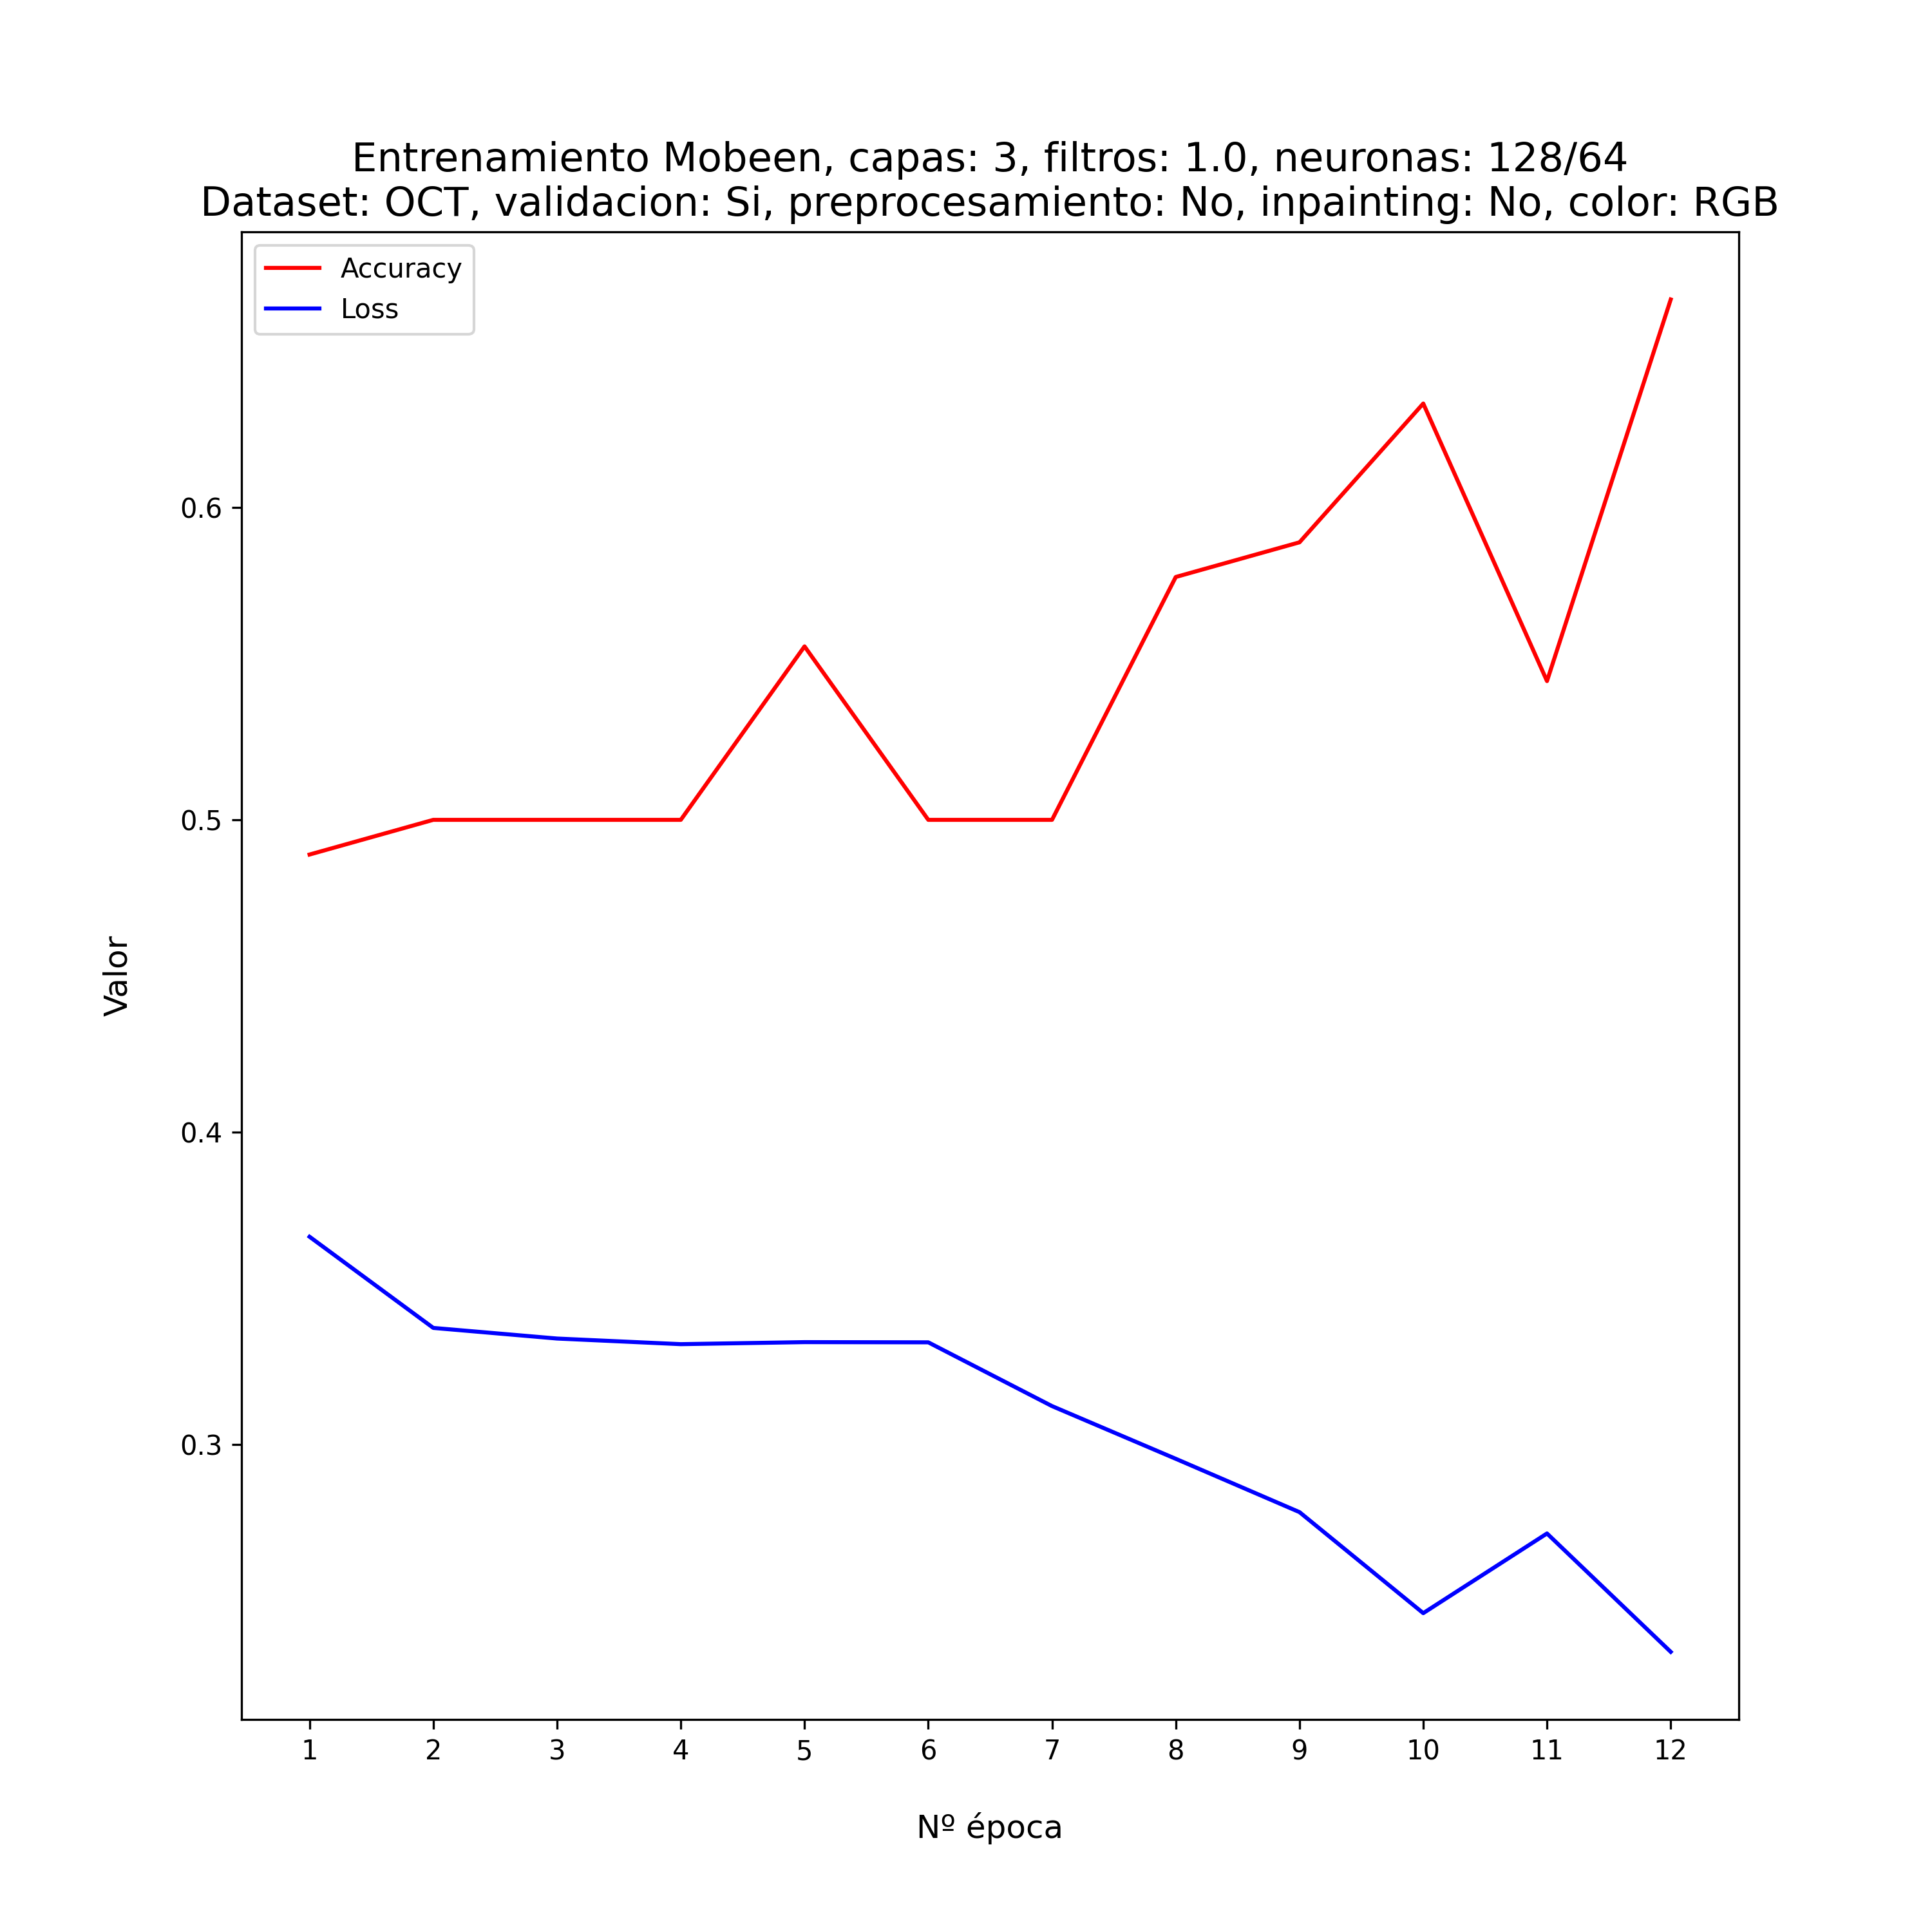 Entrenamiento Mobeen, capas: 3, filtros: 1.0, neuronas: 128/64
Dataset: OCT, validacion: Si, preprocesamiento: No, inpainting: No, color: RGB
Accuracy
Loss
0.6
0.5
0.4
0.3
Valor
1 2 3 4 5 6 7 8 9 10 11 12
Nº época